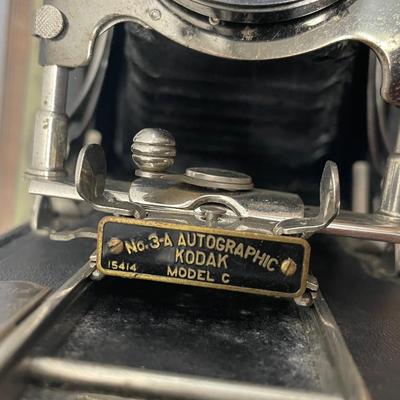 No. 3-A AUTOGRAPHIC
KODAK
15414 MODEL C